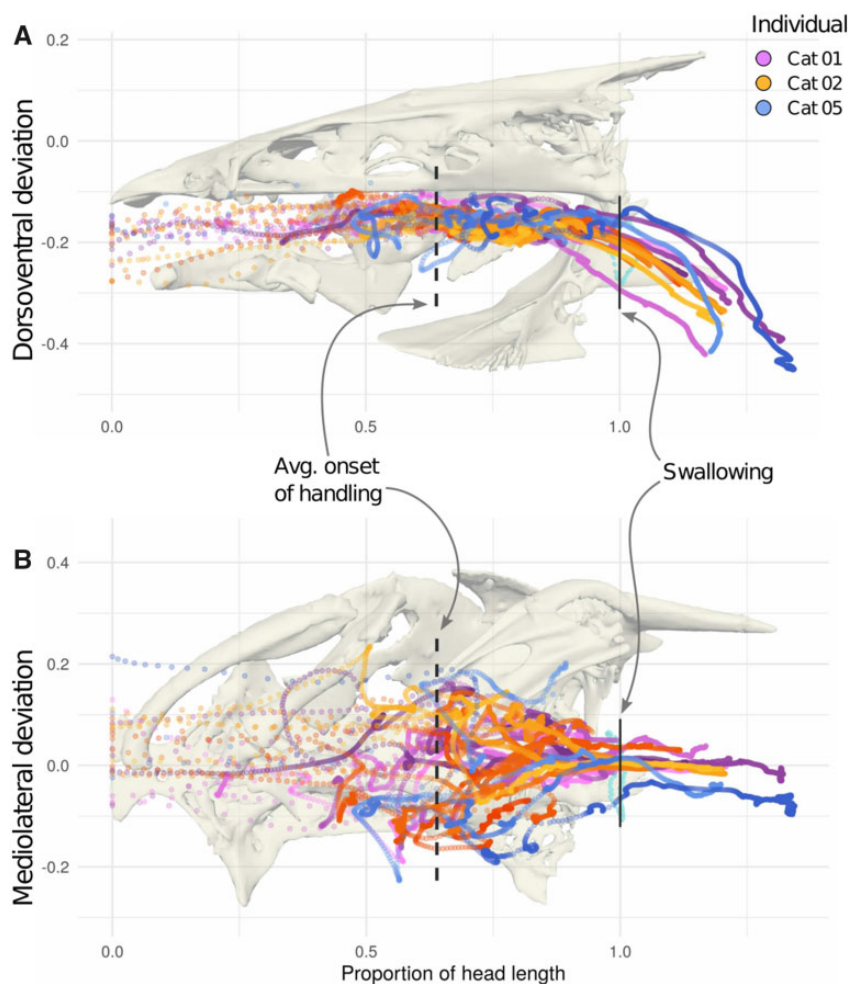 A
Individual
Cat 01
Cat 02
Cat 05
Dorsoventral deviation
0.2
0.0
-0.2
-0.4
0.0
0.5
1.0
Avg. onset
of handling
Swallowing
B
Mediolateral deviation
0.4
0.2
0.0
-0.2
0.0
0.5
1.0
Proportion of head length